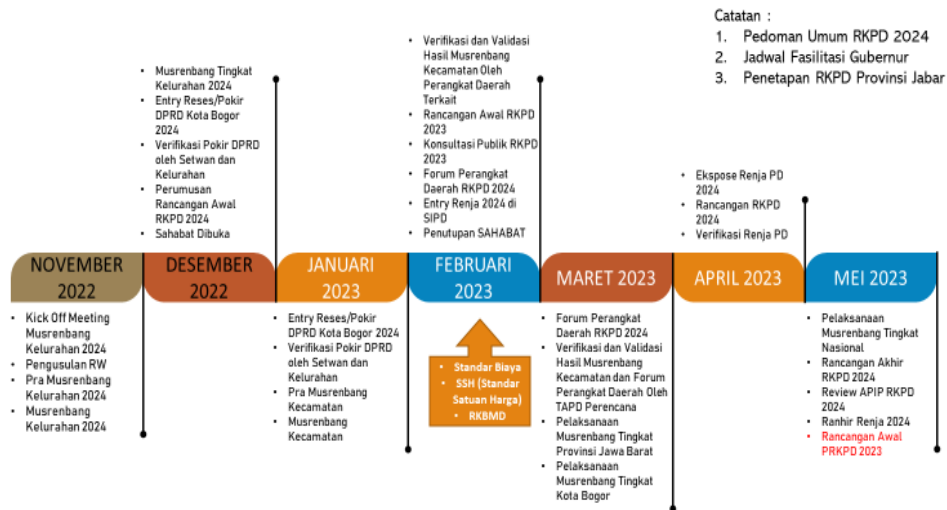 Catatan :
1. Pedoman Umum RKPD 2024
2. Jadwal Fasilitasi Gubernur
3. Penetapan RKPD Provinsi Jabar
• Musrenbang Tingkat
Kelurahan 2024
• Entry Reses/Pokir
DPRD Kota Bogor
2024
• Verifikasi Pokir DPRD
oleh Setwan dan
Kelurahan
• Perumusan
Rancangan Awal
RKPD 2024
• Sahabat Dibuka
• Verifikasi dan Validasi
Hasil Musrenbang
Kecamatan Oleh
Perangkat Daerah
Terkait
• Rancangan Awal RKPD
2023
• Konsultasi Publik RKPD
2023
• Forum Perangkat
Daerah RKPD 2024
• Entry Renja 2024 di
SIPD
• Penutupan SAHABAT
• Ekspose Renja PD
2024
• Rancangan RKPD
2024
• Verifikasi Renja PD
NOVEMBER
2022
DESEMBER
2022
JANUARI
2023
FEBRUARI
2023
MARET 2023
APRIL 2023
MEI 2023
• Kick Off Meeting
Musrenbang
Kelurahan 2024
• Pengusulan RW
• Pra Musrenbang
Kelurahan 2024
• Musrenbang
Kelurahan 2024
• Entry Reses/Pokir
DPRD Kota Bogor 2024
• Verifikasi Pokir DPRD
oleh Setwan dan
Kelurahan
• Pra Musrenbang
Kecamatan
• Musrenbang
Kecamatan
• Standar Biaya
• SSH (Standar
Satuan Harga)
• RKBMD
• Forum Perangkat
Daerah RKPD 2024
• Verifikasi dan Validasi
Hasil Musrenbang
Kecamatan dan Forum
Perangkat Daerah Oleh
TAPD Perencana
• Pelaksanaan
Musrenbang Tingkat
Provinsi Jawa Barat
• Pelaksanaan
Musrenbang Tingkat
Kota Bogor
• Pelaksanaan
Musrenbang Tingkat
Nasional
• Rancangan Akhir
RKPD 2024
• Review APIP RKPD
2024
• Ranhir Renja 2024
• Rancangan Awal
PRKPD 2023